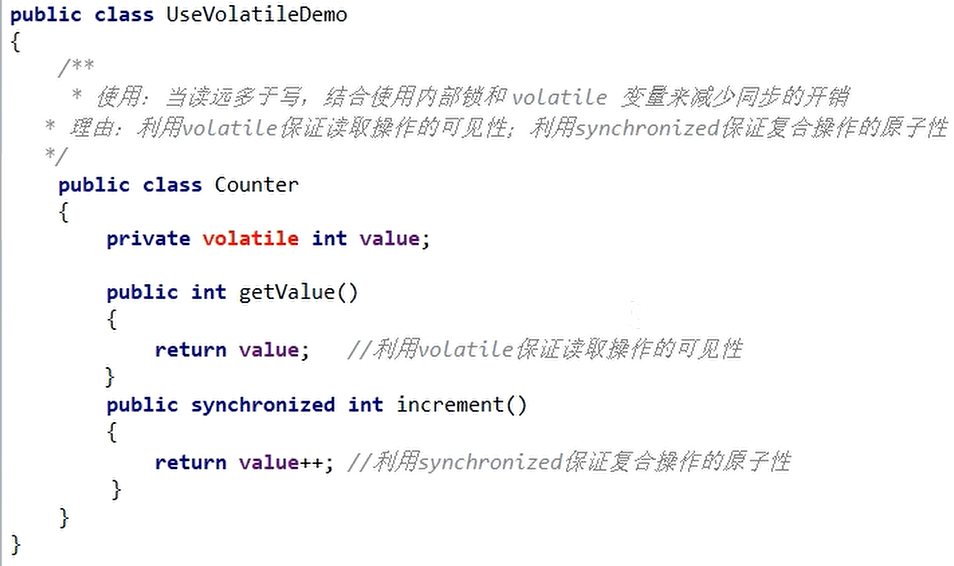 public class UseVolatileDemo
{
    /**
     * 使用：当读远多于写，结合使用内部锁和 volatile 变量来减少同步的开销
   * 理由：利用volatile保证读取操作的可见性；利用synchronized保证复合操作的原子性
   */
    public class Counter
    {
        private volatile int value;

        public int getValue()
        {
            return value;   //利用volatile保证读取操作的可见性
        }
        public synchronized int increment()
        {
            return value++; //利用synchronized保证复合操作的原子性
        }
    }
}